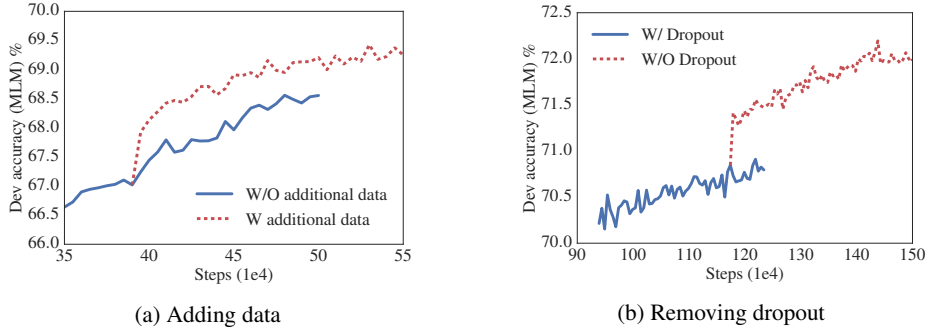 70.0
69.5
69.0
68.5
68.0
67.5
67.0
66.5
66.0
Dev accuracy (MLM) %
W/O additional data
W additional data
35 40 45 50 55
Steps (1e4)
(a) Adding data
72.5
72.0
71.5
71.0
70.5
70.0
Dev accuracy (MLM) %
W/ Dropout
W/O Dropout
90 100 110 120 130 140 150
Steps (1e4)
(b) Removing dropout